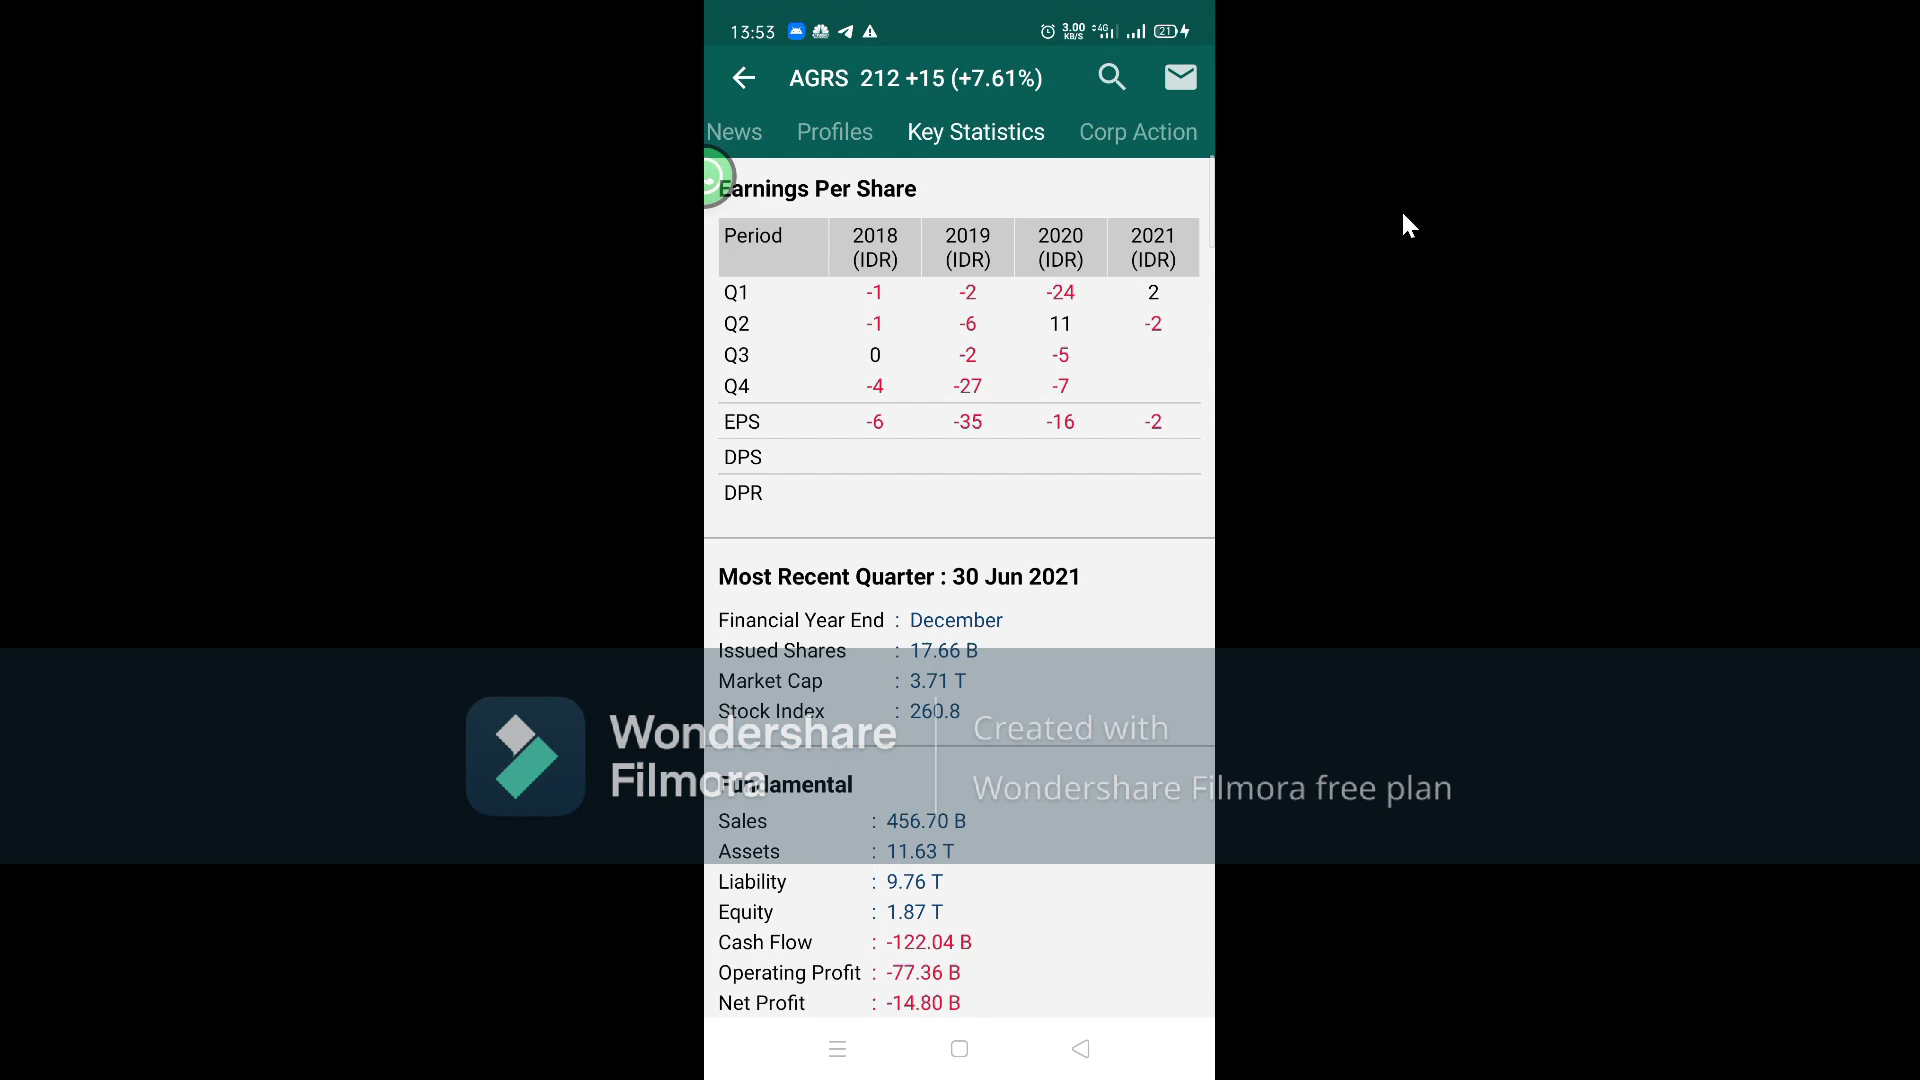 13:53 3.00 KB/S 4G 21
AGRS 212 +15 (+7.61%)
News Profiles Key Statistics Corp Action
Earnings Per Share
Period 2018 (IDR) 2019 (IDR) 2020 (IDR) 2021 (IDR)
Q1 -1 -2 -24 2
Q2 -1 -6 11 -2
Q3 0 -2 -5
Q4 -4 -27 -7
EPS -6 -35 -16 -2
DPS
DPR
Most Recent Quarter : 30 Jun 2021
Financial Year End : December
Issued Shares : 17.66 B
Market Cap : 3.71 T
Stock Index : 260.8
Wondershare Filmora
Created with
Wondershare Filmora free plan
Fundamental
Sales : 456.70 B
Assets : 11.63 T
Liability : 9.76 T
Equity : 1.87 T
Cash Flow : -122.04 B
Operating Profit : -77.36 B
Net Profit : -14.80 B